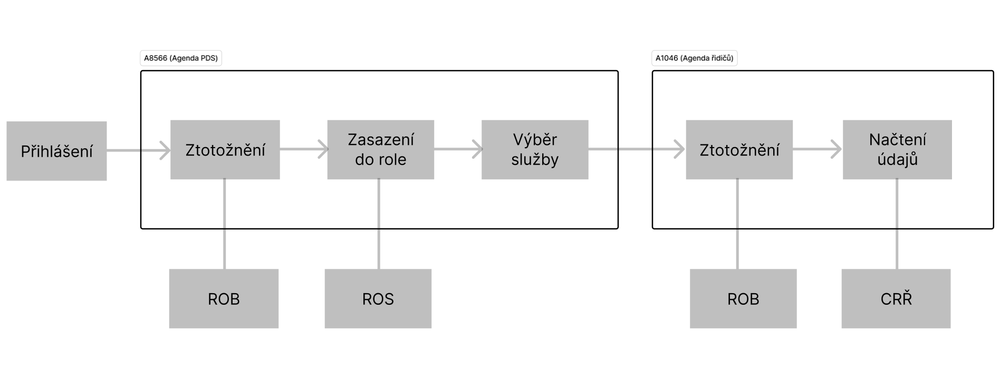 A8566 (Agenda PDS)
A1046 (Agenda řidičů)
Přihlášení
Ztotožnění
Zasazení
do role
Výběr
služby
Ztotožnění
Načtení
údajů
ROB
ROS
ROB
CRŘ